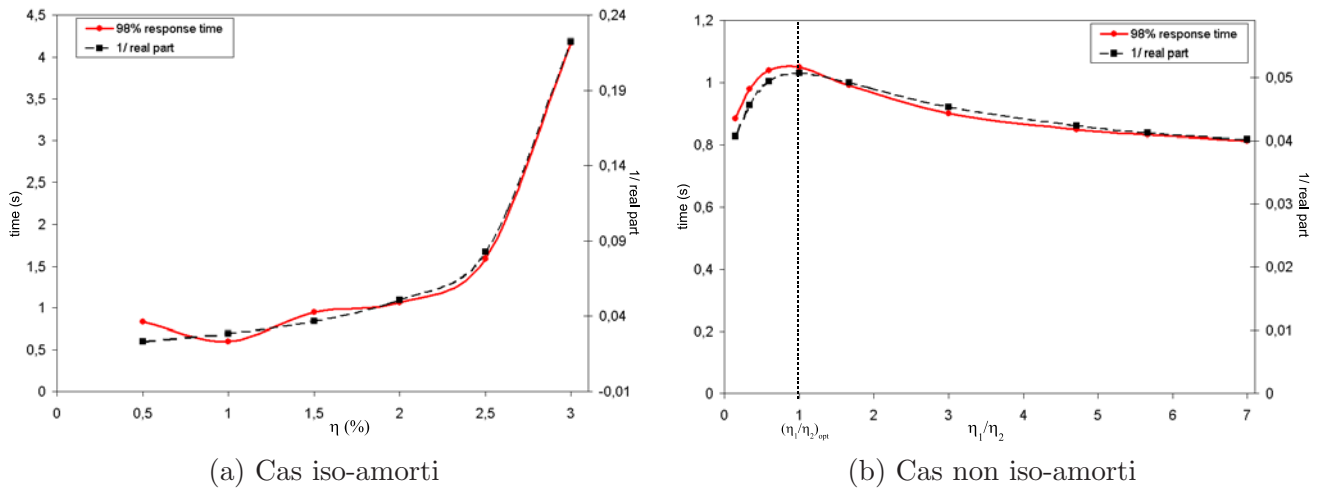 4,5
4
3,5
3
2,5
2
1,5
1
0,5
0
time (s)
98% response time
1/ real part
0,24
0,19
0,14
0,09
0,04
-0,01
1/ real part
0 0,5 1 1,5 2 2,5 3
η (%)
(a) Cas iso-amorti
1,2
1
0,8
0,6
0,4
0,2
0
time (s)
98% response time
1/ real part
0,05
0,04
0,03
0,02
0,01
0
1/ real part
0 1 2 3 4 5 6 7
(η1/η2)opt
η1/η2
(b) Cas non iso-amorti